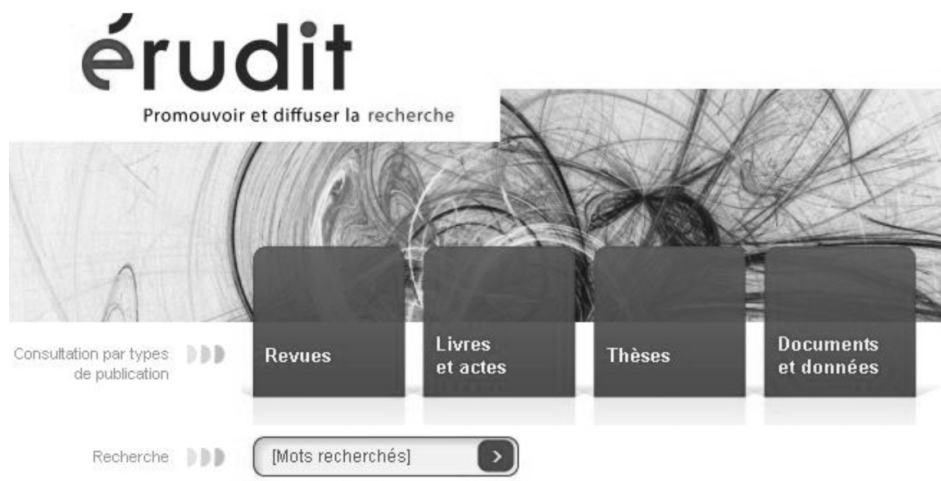 érudit
Promouvoir et diffuser la recherche
Consultation par types
de publication
Revues
Livres
et actes
Thèses
Documents
et données
Recherche
[Mots recherchés]